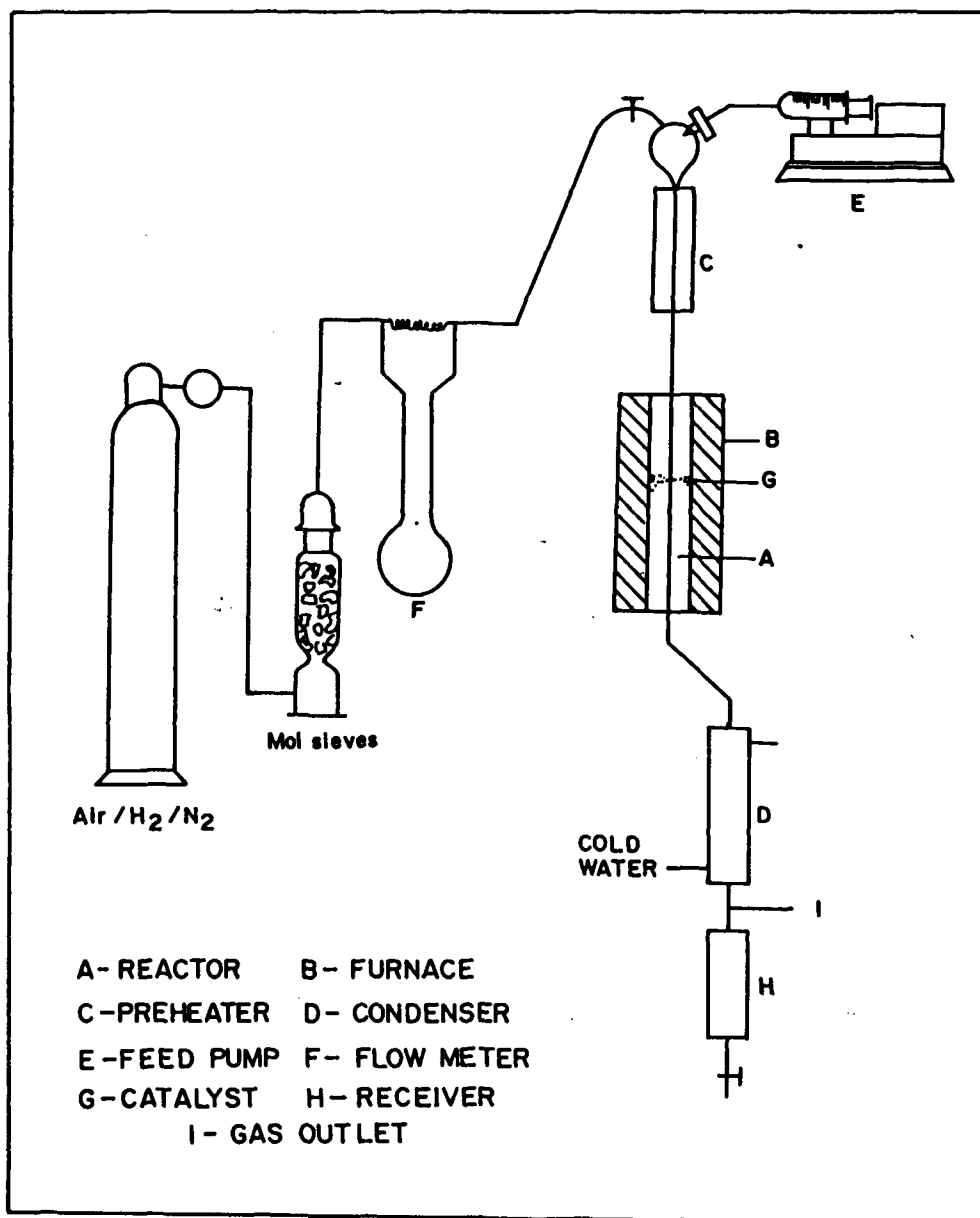 E
C
B
G
A
F
Mol sieves
Air/H₂/N₂
D
COLD
WATER
I
H
A-REACTOR B- FURNACE
C-PREHEATER D- CONDENSER
E-FEED PUMP F- FLOW METER
G-CATALYST H-RECEIVER
I- GAS OUTLET